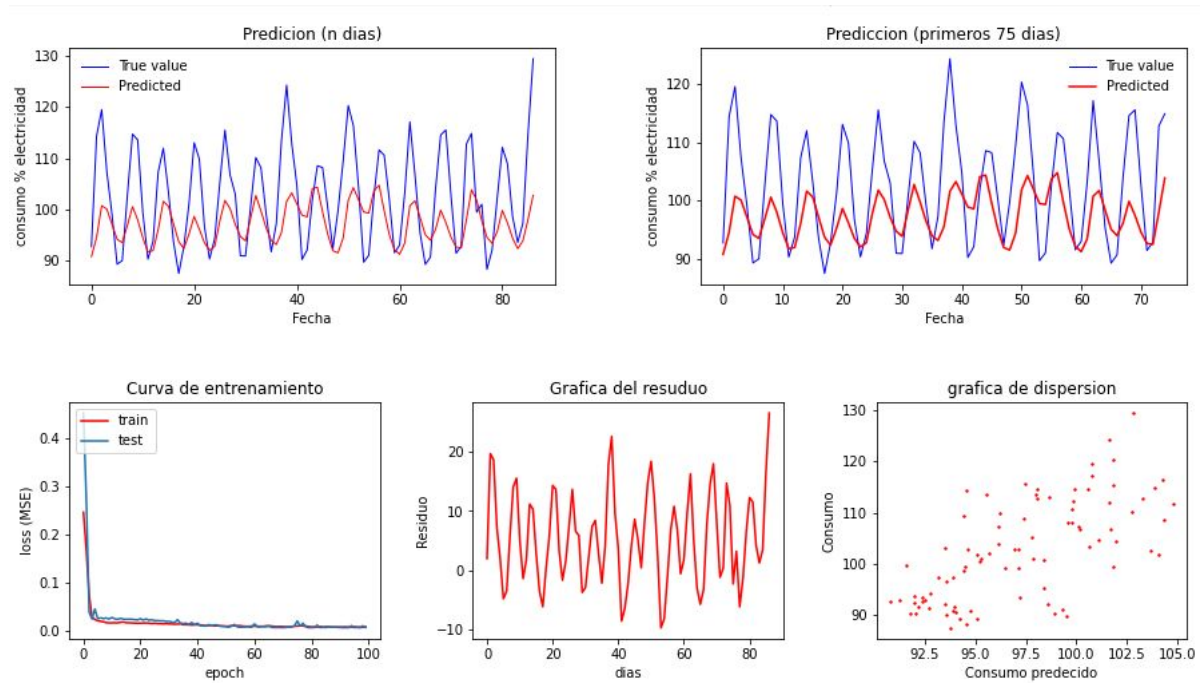 Predicion (n dias)
130
120
110
100
90
True value
Predicted
consumo % electricidad
0
20
40
60
80
Fecha
Prediccion (primeros 75 dias)
120
110
100
90
True value
Predicted
consumo % electricidad
0
10
20
30
40
50
60
70
Fecha
Curva de entrenamiento
0.4
0.3
0.2
0.1
0.0
train
test
loss (MSE)
0
20
40
60
80
100
epoch
Grafica del resuduo
20
10
0
−10
Residuo
0
20
40
60
80
dias
grafica de dispersion
130
120
110
100
90
Consumo
92.5
95.0
97.5
100.0
102.5
105.0
Consumo predecido